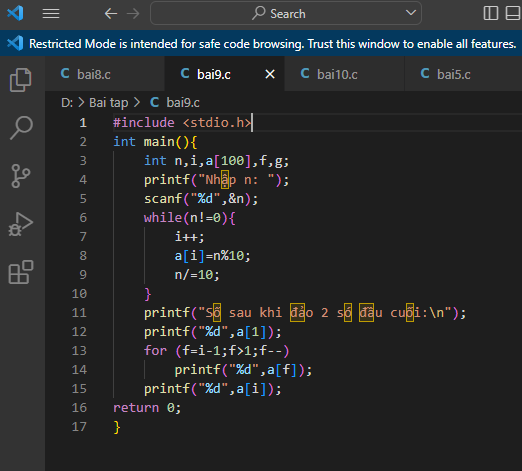 Search
Restricted Mode is intended for safe code browsing. Trust this window to enable all features.
bai8.c
bai9.c
bai10.c
bai5.c
D: > Bai tap > C bai9.c
1 #include <stdio.h>
2 int main(){
3 int n,i,a[100],f,g;
4 printf("Nhập n: ");
5 scanf("%d",&n);
6 while(n!=0){
7 i++;
8 a[i]=n%10;
9 n/=10;
10 }
11 printf("Số sau khi đảo 2 số đầu cuối:\n");
12 printf("%d",a[1]);
13 for (f=i-1;f>1;f--)
14 printf("%d",a[f]);
15 printf("%d",a[i]);
16 return 0;
17 }